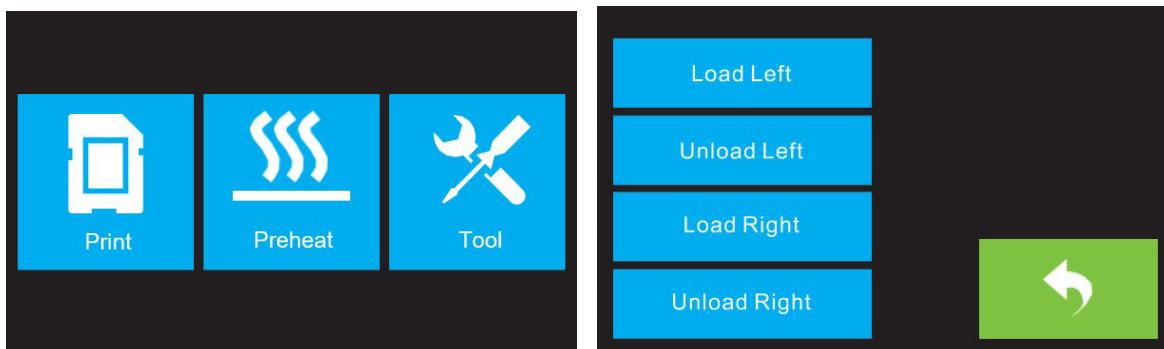 Print
Preheat
Tool
Load Left
Unload Left
Load Right
Unload Right